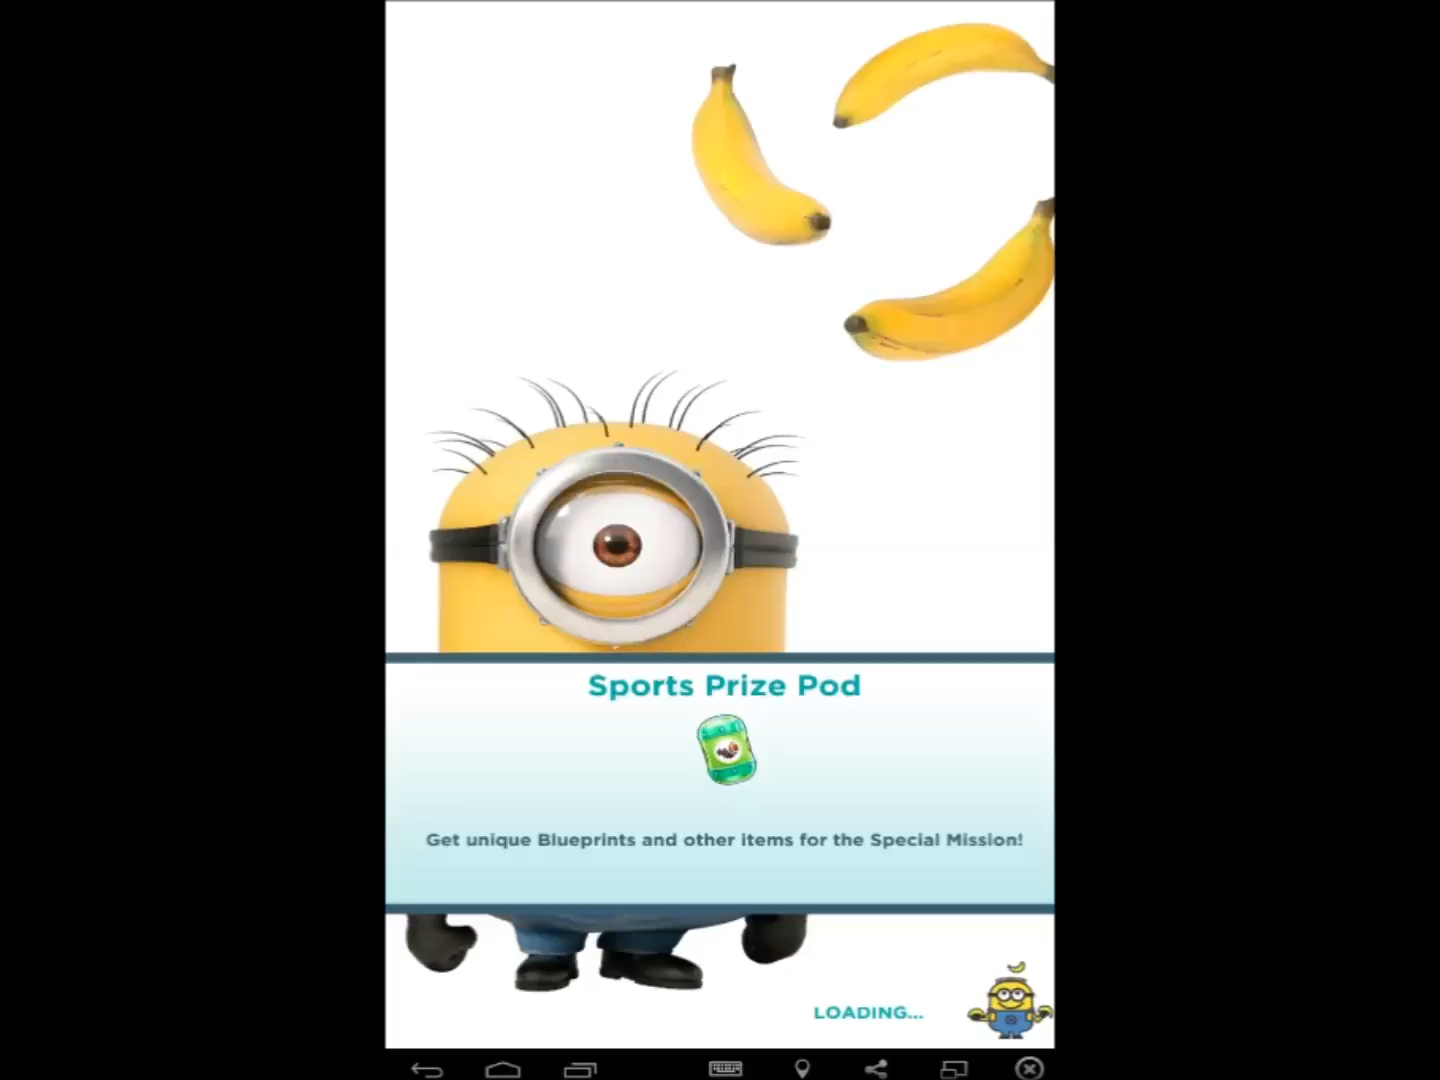 Sports Prize Pod
Get unique Blueprints and other items for the Special Mission!
LOADING...